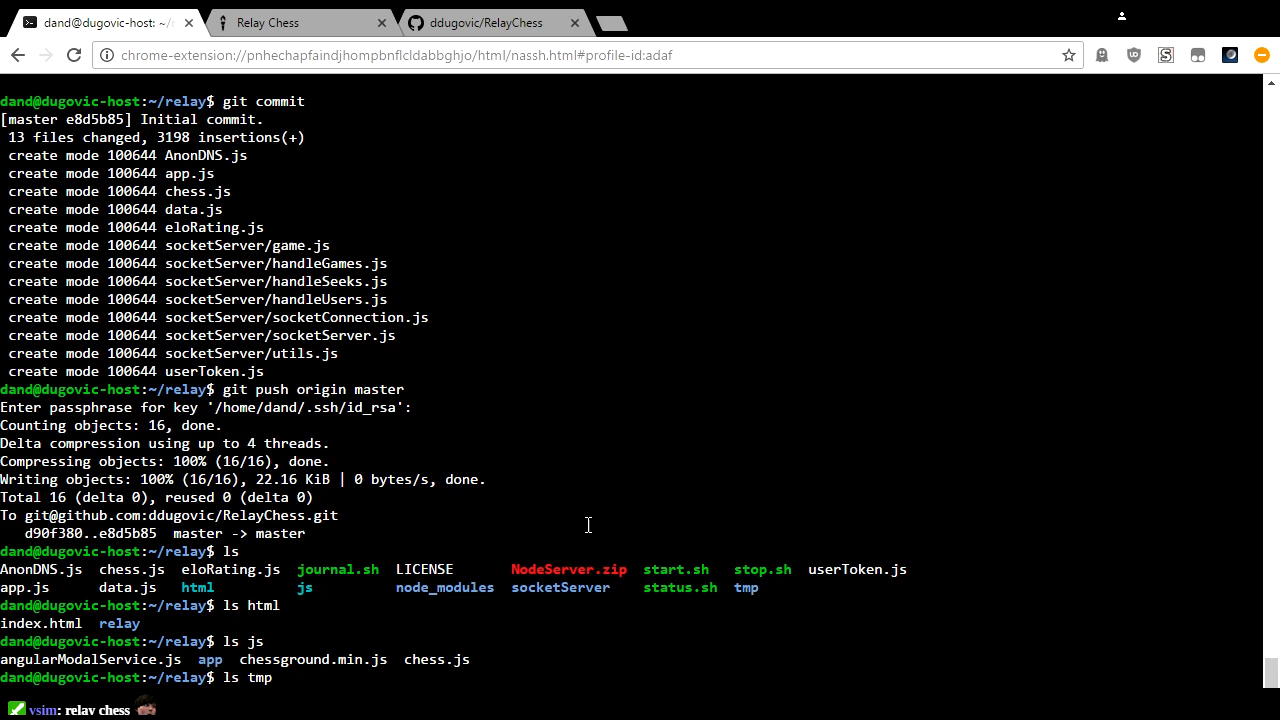 dand@dugovic-host: ~/r
Relay Chess
ddugovic/RelayChess
chrome-extension://pnhechapfaindjhompbnflcldabbghjo/html/nassh.html#profile-id:adaf
dand@dugovic-host:~/relay$ git commit
[master e8d5b85] Initial commit.
 13 files changed, 3198 insertions(+)
 create mode 100644 AnonDNS.js
 create mode 100644 app.js
 create mode 100644 chess.js
 create mode 100644 data.js
 create mode 100644 eloRating.js
 create mode 100644 socketServer/game.js
 create mode 100644 socketServer/handleGames.js
 create mode 100644 socketServer/handleSeeks.js
 create mode 100644 socketServer/handleUsers.js
 create mode 100644 socketServer/socketConnection.js
 create mode 100644 socketServer/socketServer.js
 create mode 100644 socketServer/utils.js
 create mode 100644 userToken.js
dand@dugovic-host:~/relay$ git push origin master
Enter passphrase for key '/home/dand/.ssh/id_rsa':
Counting objects: 16, done.
Delta compression using up to 4 threads.
Compressing objects: 100% (16/16), done.
Writing objects: 100% (16/16), 22.16 KiB | 0 bytes/s, done.
Total 16 (delta 0), reused 0 (delta 0)
To git@github.com:ddugovic/RelayChess.git
   d90f380..e8d5b85  master -> master
dand@dugovic-host:~/relay$ ls
AnonDNS.js  chess.js  eloRating.js  journal.sh  LICENSE       NodeServer.zip  start.sh   stop.sh  userToken.js
app.js      data.js   html          js          node_modules  socketServer    status.sh  tmp
dand@dugovic-host:~/relay$ ls html
index.html  relay
dand@dugovic-host:~/relay$ ls js
angularModalService.js  app  chessground.min.js  chess.js
dand@dugovic-host:~/relay$ ls tmp
vsim: relay chess